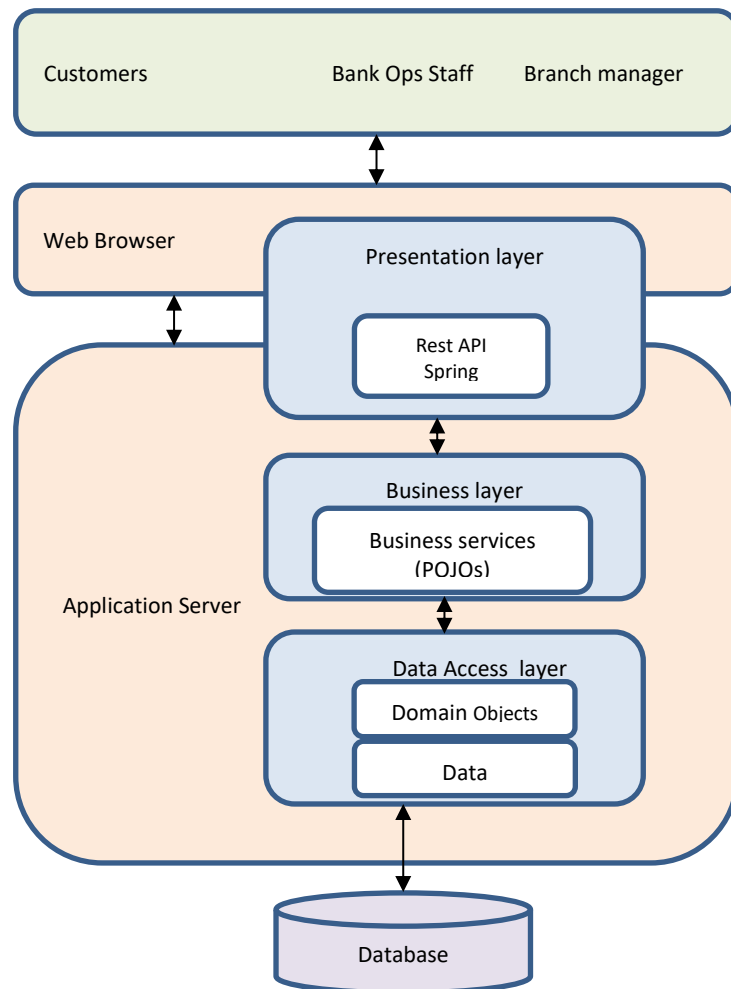 Customers Bank Ops Staff Branch manager
Web Browser
Presentation layer
Rest API
Spring
Business layer
Business services
(POJOs)
Application Server
Data Access layer
Domain Objects
Data
Database